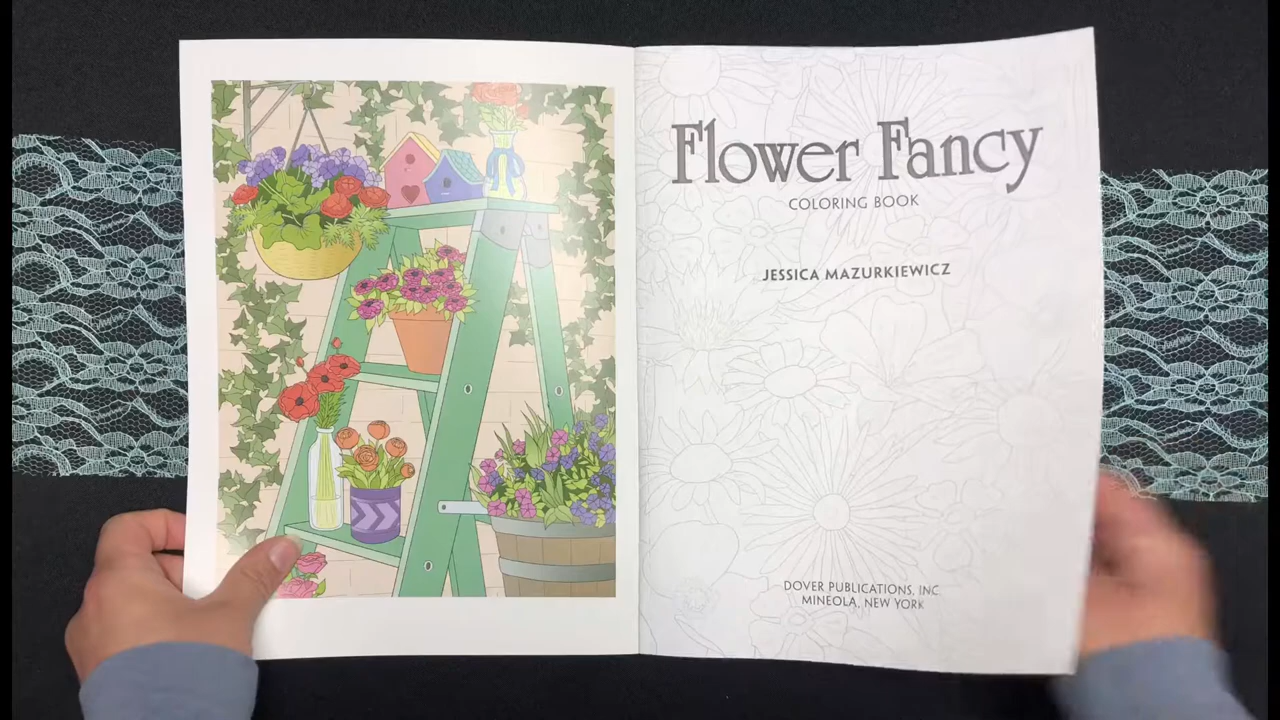 Flower Fancy
COLORING BOOK
JESSICA MAZURKIEWICZ
DOVER PUBLICATIONS, INC.
MINEOLA, NEW YORK